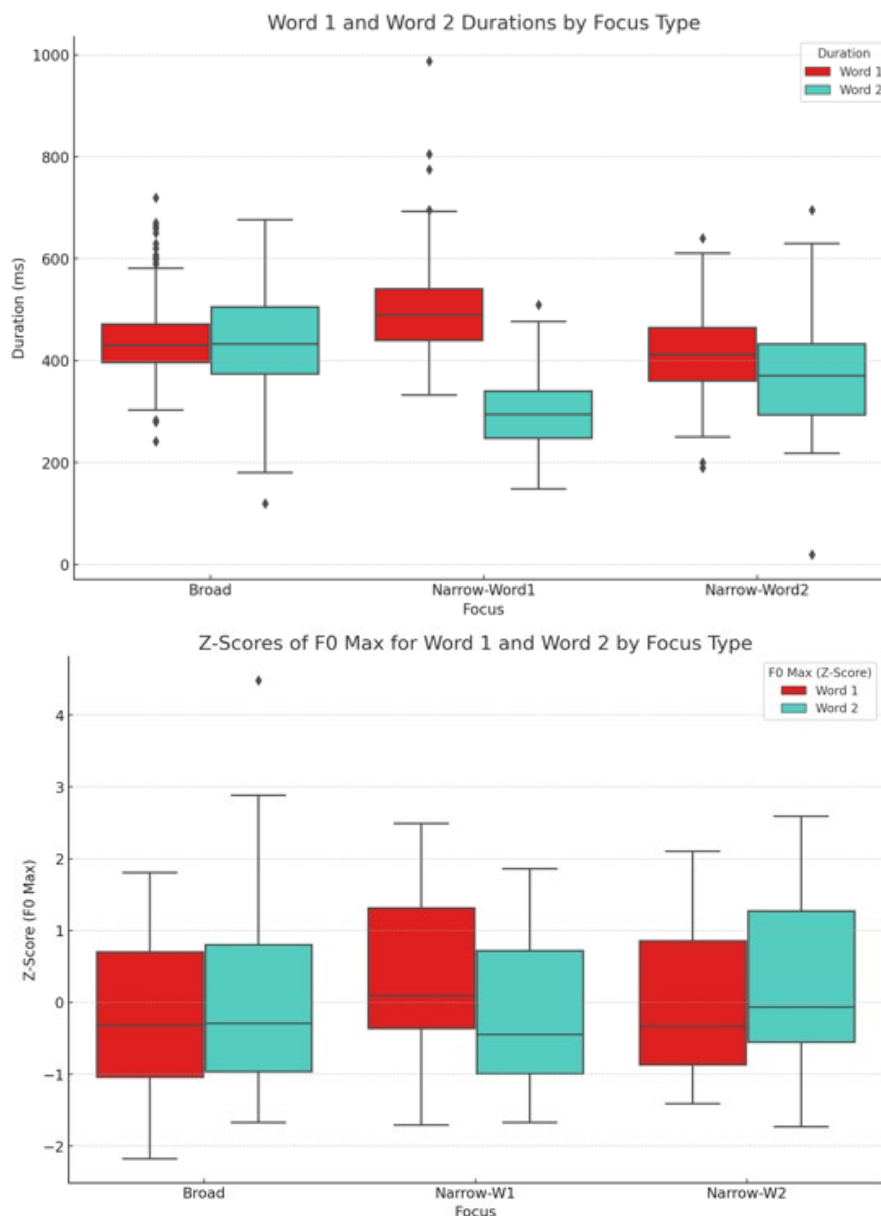 Word 1 and Word 2 Durations by Focus Type
Duration
Word 1
Word 2
1000
800
600
400
200
0
Duration (ms)
Broad
Narrow-Word1
Narrow-Word2
Focus
Z-Scores of F0 Max for Word 1 and Word 2 by Focus Type
F0 Max (Z-Score)
Word 1
Word 2
4
3
2
1
0
−1
−2
Z-Score (F0 Max)
Broad
Narrow-W1
Narrow-W2
Focus